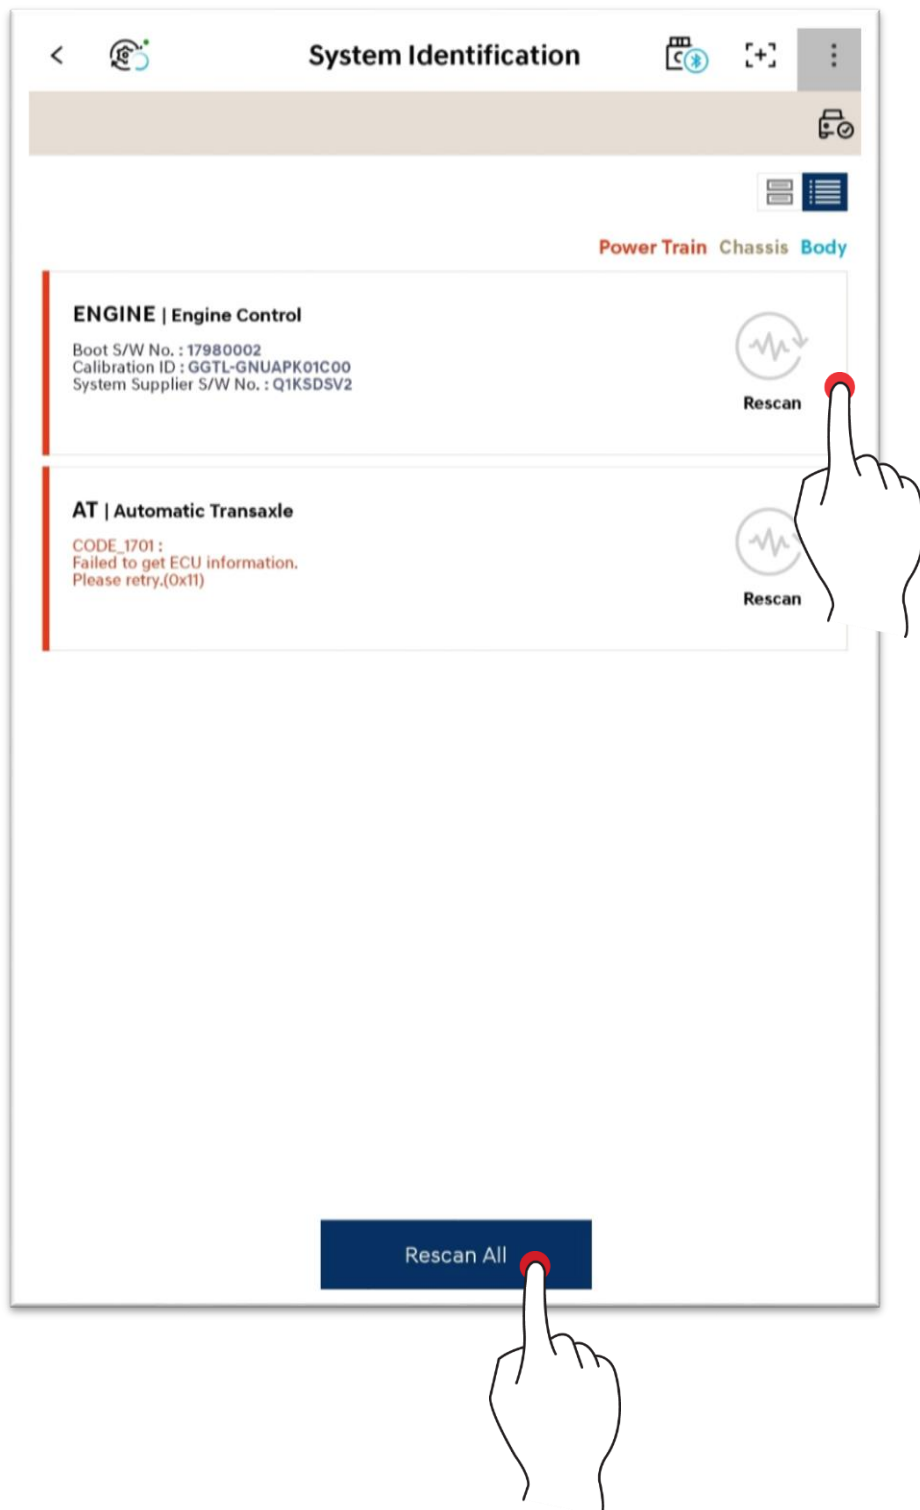 System Identification
Power Train Chassis Body
ENGINE | Engine Control
Boot S/W No. : 17980002
Calibration ID : GGTL-GNUAPK01C00
System Supplier S/W No. : Q1KSDSV2
Rescan
AT | Automatic Transaxle
CODE_1701 :
Failed to get ECU information.
Please retry.(0x11)
Rescan
Rescan All